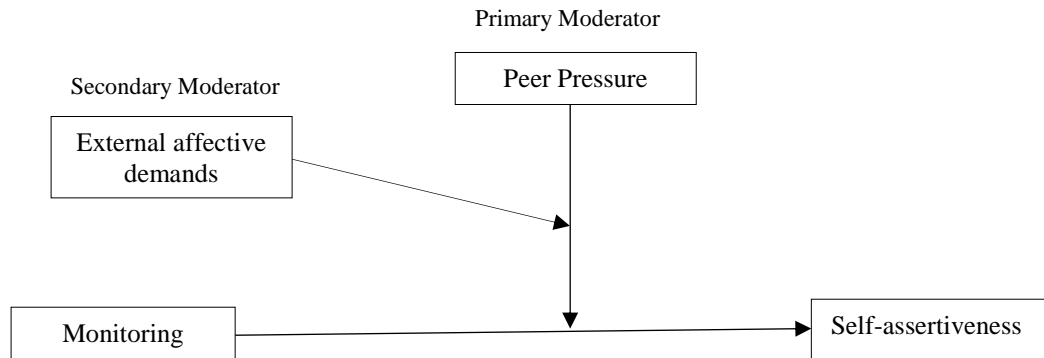 Primary Moderator
Peer Pressure
Secondary Moderator
External affective
demands
Monitoring
Self-assertiveness